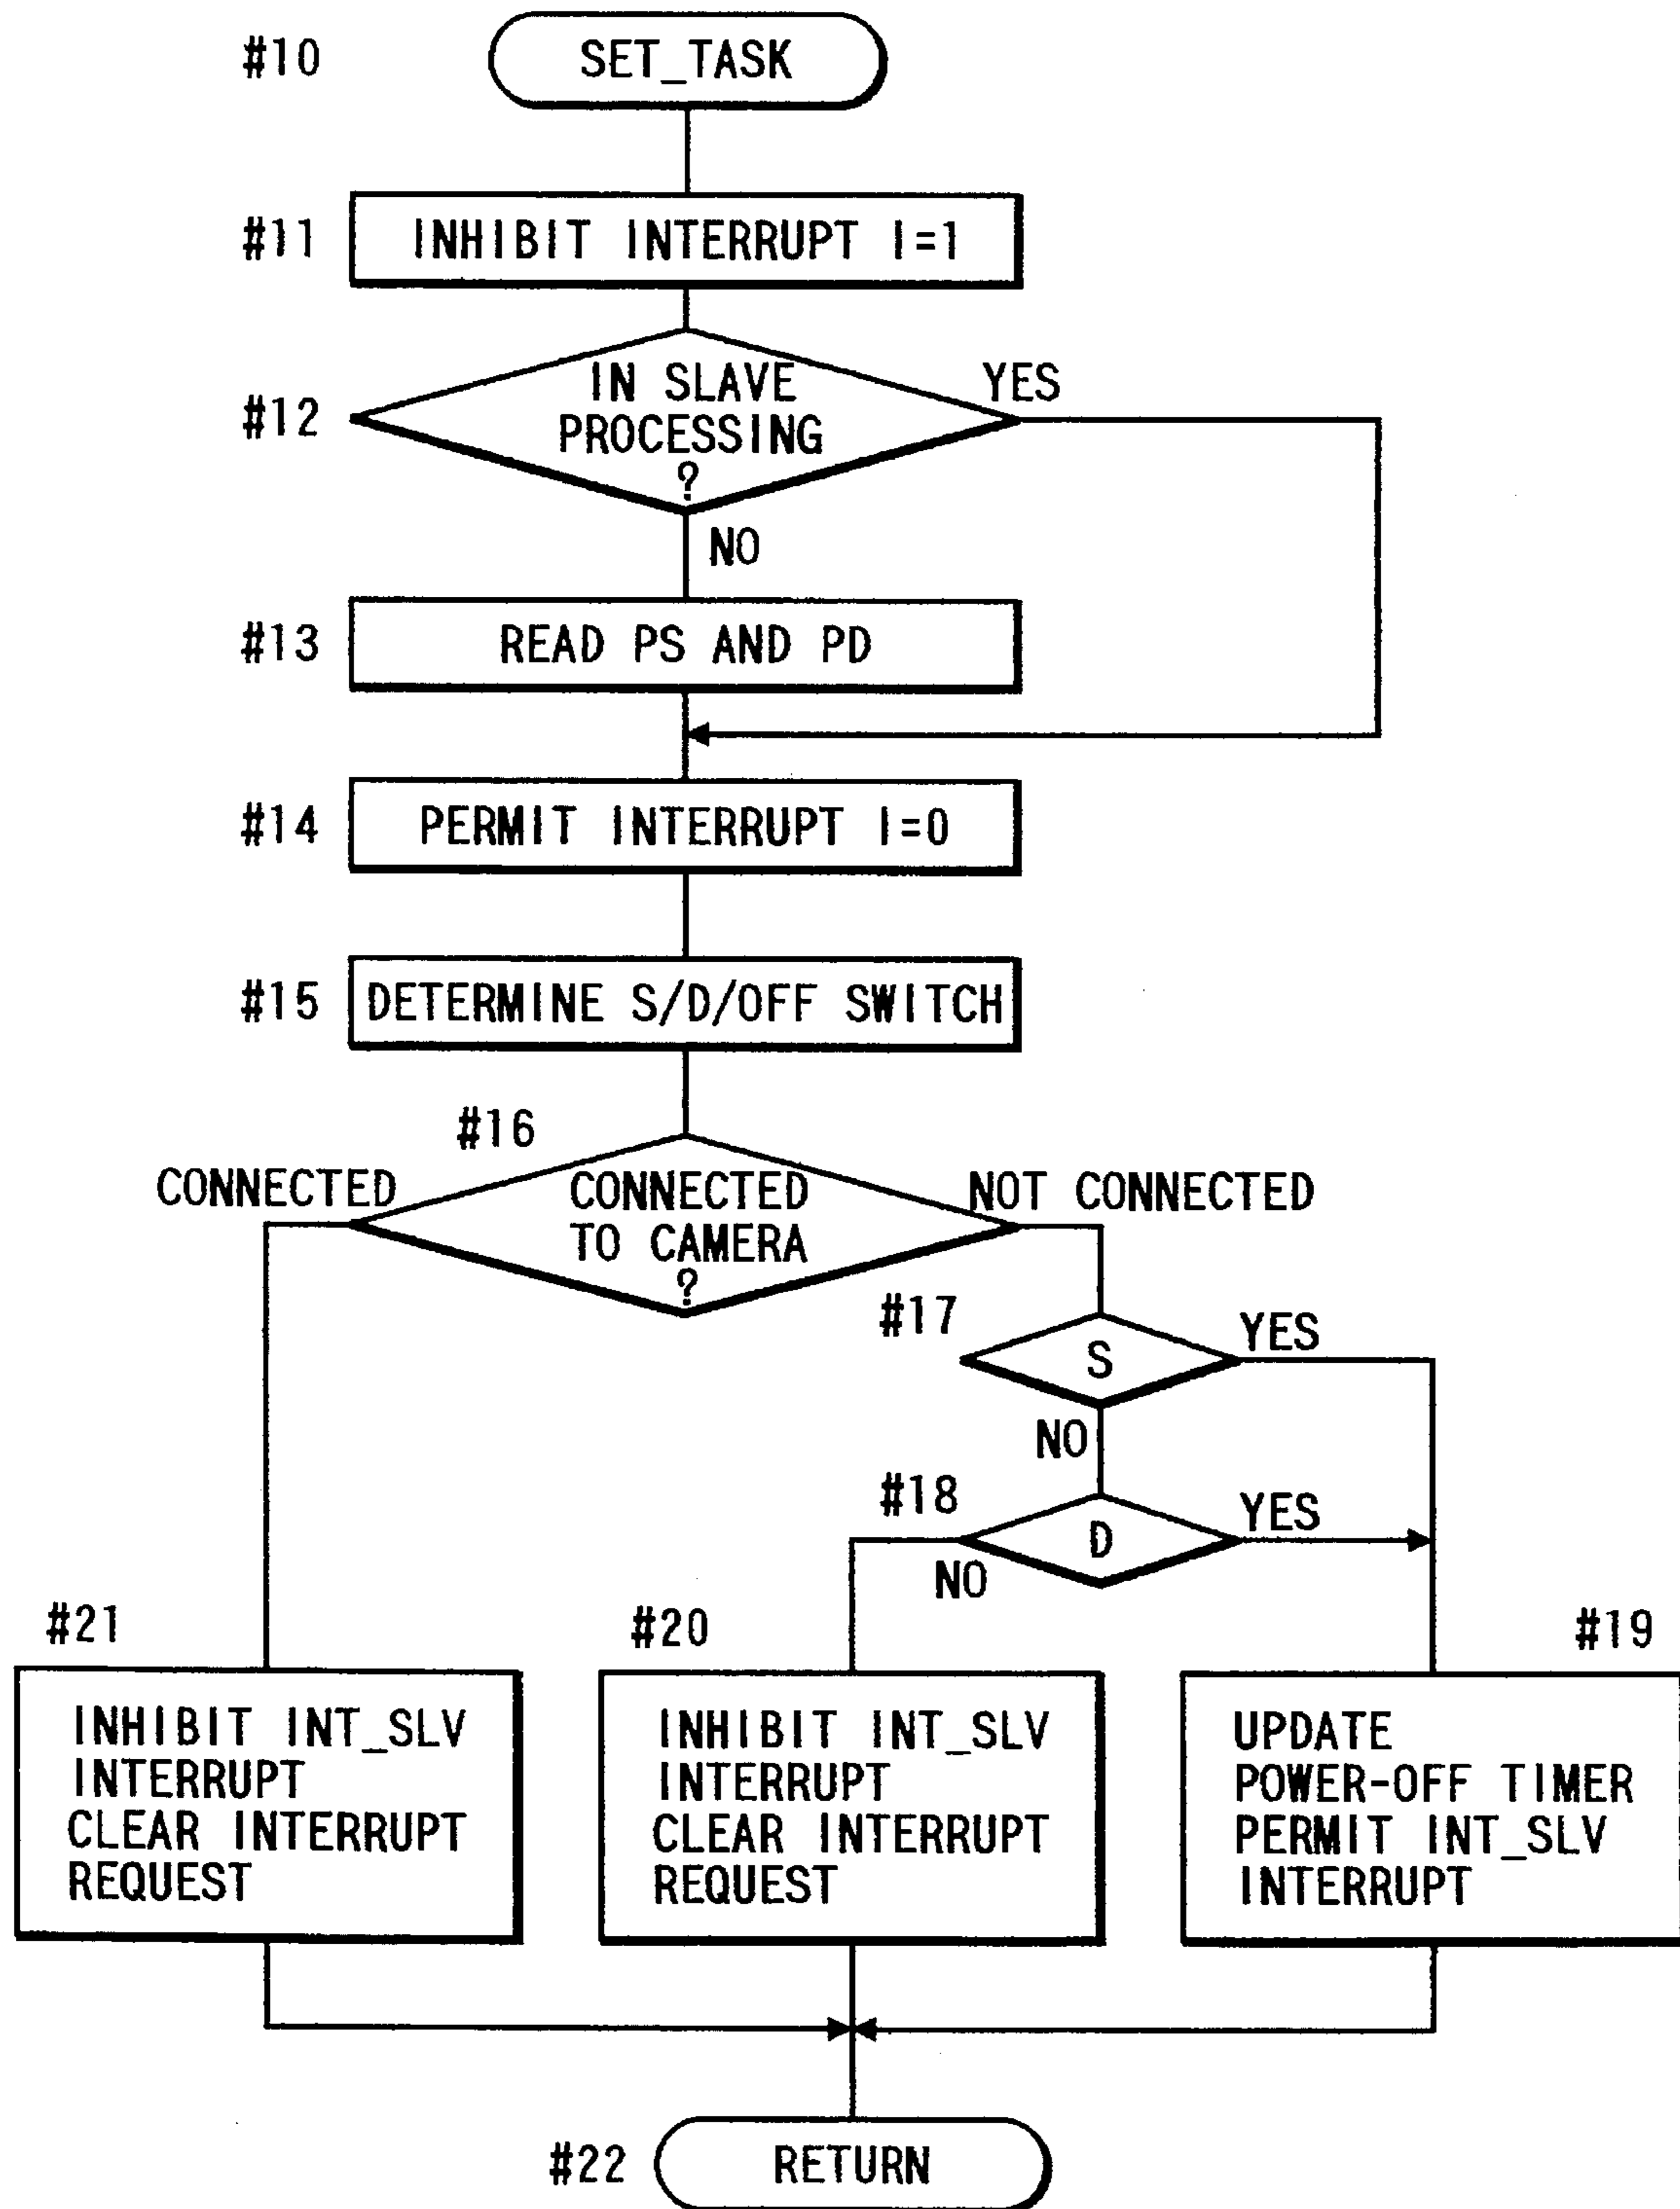 #10
SET_TASK
#11
INHIBIT INTERRUPT I=1
#12
IN SLAVE
PROCESSING
?
YES
NO
#13
READ PS AND PD
#14
PERMIT INTERRUPT I=0
#15
DETERMINE S/D/OFF SWITCH
#16
CONNECTED
CONNECTED
TO CAMERA
?
NOT CONNECTED
#17
S
YES
NO
#18
D
YES
NO
#21
INHIBIT INT_SLV
INTERRUPT
CLEAR INTERRUPT
REQUEST
#20
INHIBIT INT_SLV
INTERRUPT
CLEAR INTERRUPT
REQUEST
#19
UPDATE
POWER-OFF TIMER
PERMIT INT_SLV
INTERRUPT
#22
RETURN